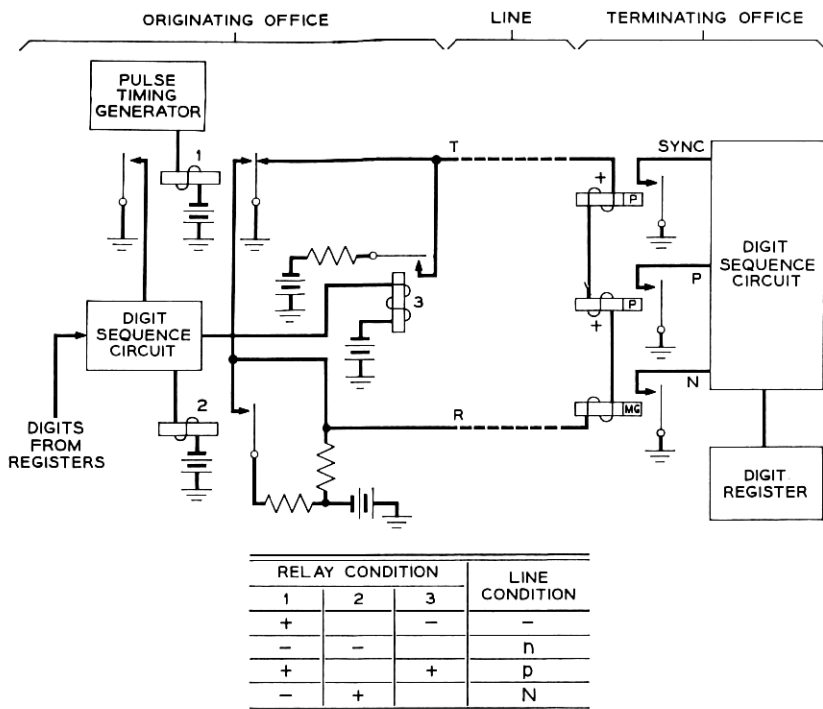 ORIGINATING OFFICE
LINE
TERMINATING OFFICE
PULSE
TIMING
GENERATOR
1
T
SYNC
+
P
DIGIT
SEQUENCE
CIRCUIT
3
P
P
+
DIGIT
SEQUENCE
CIRCUIT
N
2
R
MG
DIGITS
FROM
REGISTERS
DIGIT
REGISTER
RELAY CONDITION
LINE
CONDITION
1 2 3
+ − −
− − n
+ + p
− + N